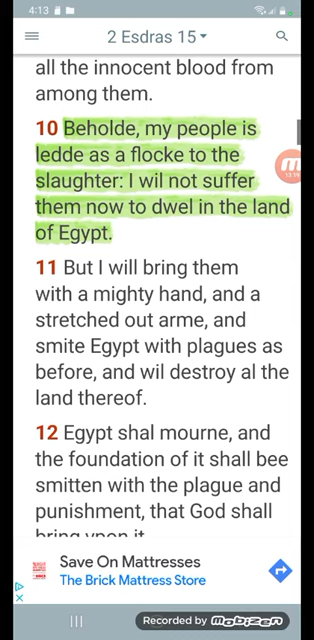 4:13
2 Esdras 15
all the innocent blood from
among them.
10 Beholde, my people is
ledde as a flocke to the
slaughter: I wil not suffer
them now to dwel in the land
of Egypt.
11 But I will bring them
with a mighty hand, and a
stretched out arme, and
smite Egypt with plagues as
before, and wil destroy al the
land thereof.
12 Egypt shal mourne, and
the foundation of it shall bee
smitten with the plague and
punishment, that God shall
bring vpon it.
Save On Mattresses
The Brick Mattress Store
Recorded by Mobizen